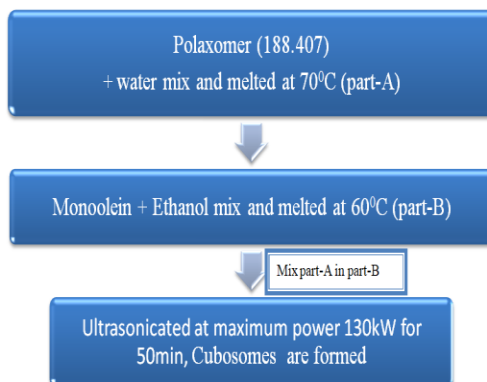 Polaxomer (188.407)
+ water mix and melted at 70⁰C (part-A)
Monoolein + Ethanol mix and melted at 60⁰C (part-B)
Mix part-A in part-B
Ultrasonicated at maximum power 130kW for
50min, Cubosomes are formed